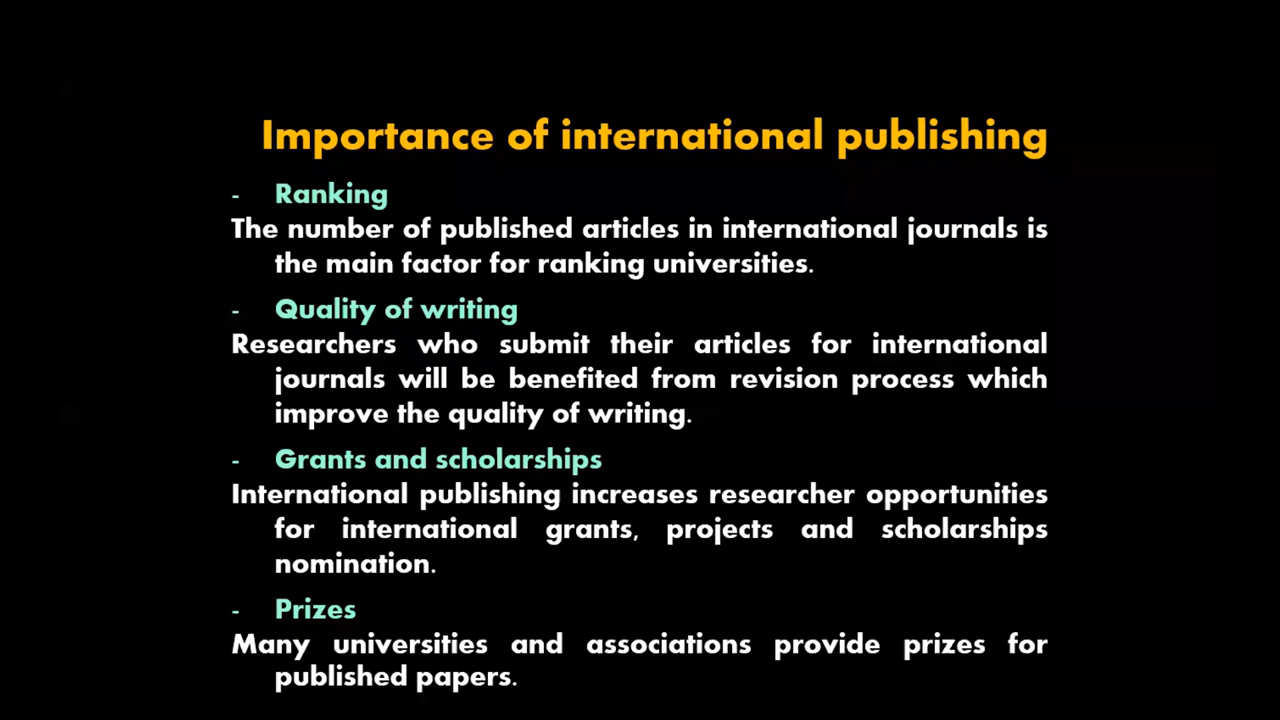 Importance of international publishing
- Ranking
The number of published articles in international journals is
the main factor for ranking universities.
- Quality of writing
Researchers who submit their articles for international
journals will be benefited from revision process which
improve the quality of writing.
- Grants and scholarships
International publishing increases researcher opportunities
for international grants, projects and scholarships
nomination.
- Prizes
Many universities and associations provide prizes for
published papers.